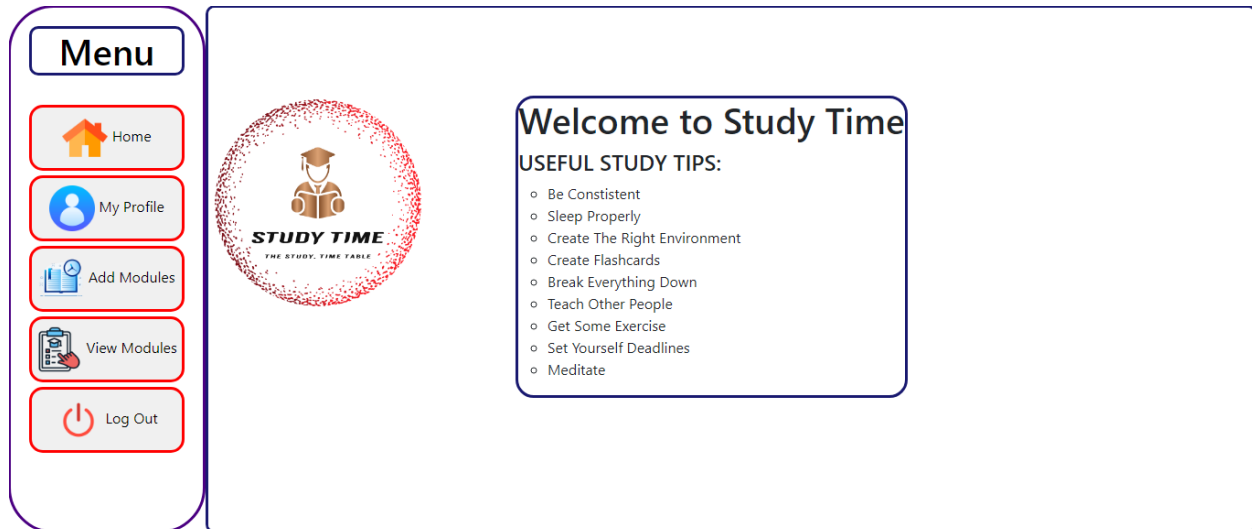 Menu
Home
My Profile
Add Modules
View Modules
Log Out
STUDY TIME
THE STUDY, TIME TABLE
Welcome to Study Time
USEFUL STUDY TIPS:
Be Constistent
Sleep Properly
Create The Right Environment
Create Flashcards
Break Everything Down
Teach Other People
Get Some Exercise
Set Yourself Deadlines
Meditate